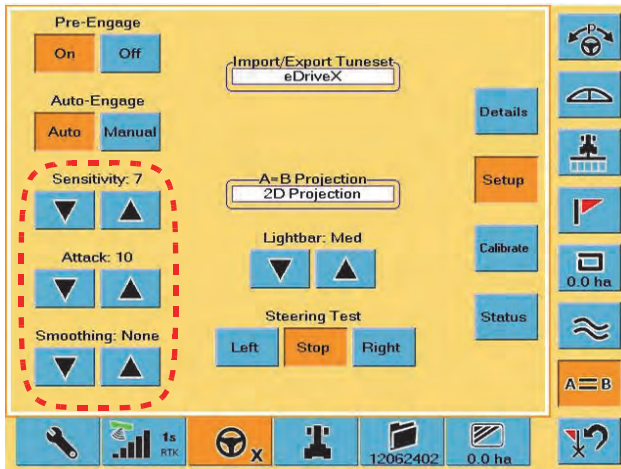 Pre-Engage
On
Off
Auto-Engage
Auto
Manual
Sensitivity: 7
Attack: 10
Smoothing: None
Import/Export Tuneset
eDriveX
A=B Projection
2D Projection
Lightbar: Med
Steering Test
Left
Stop
Right
Details
Setup
Calibrate
Status
P
0.0 ha
A=B
1s
RTK
X
12062402
0.0 ha